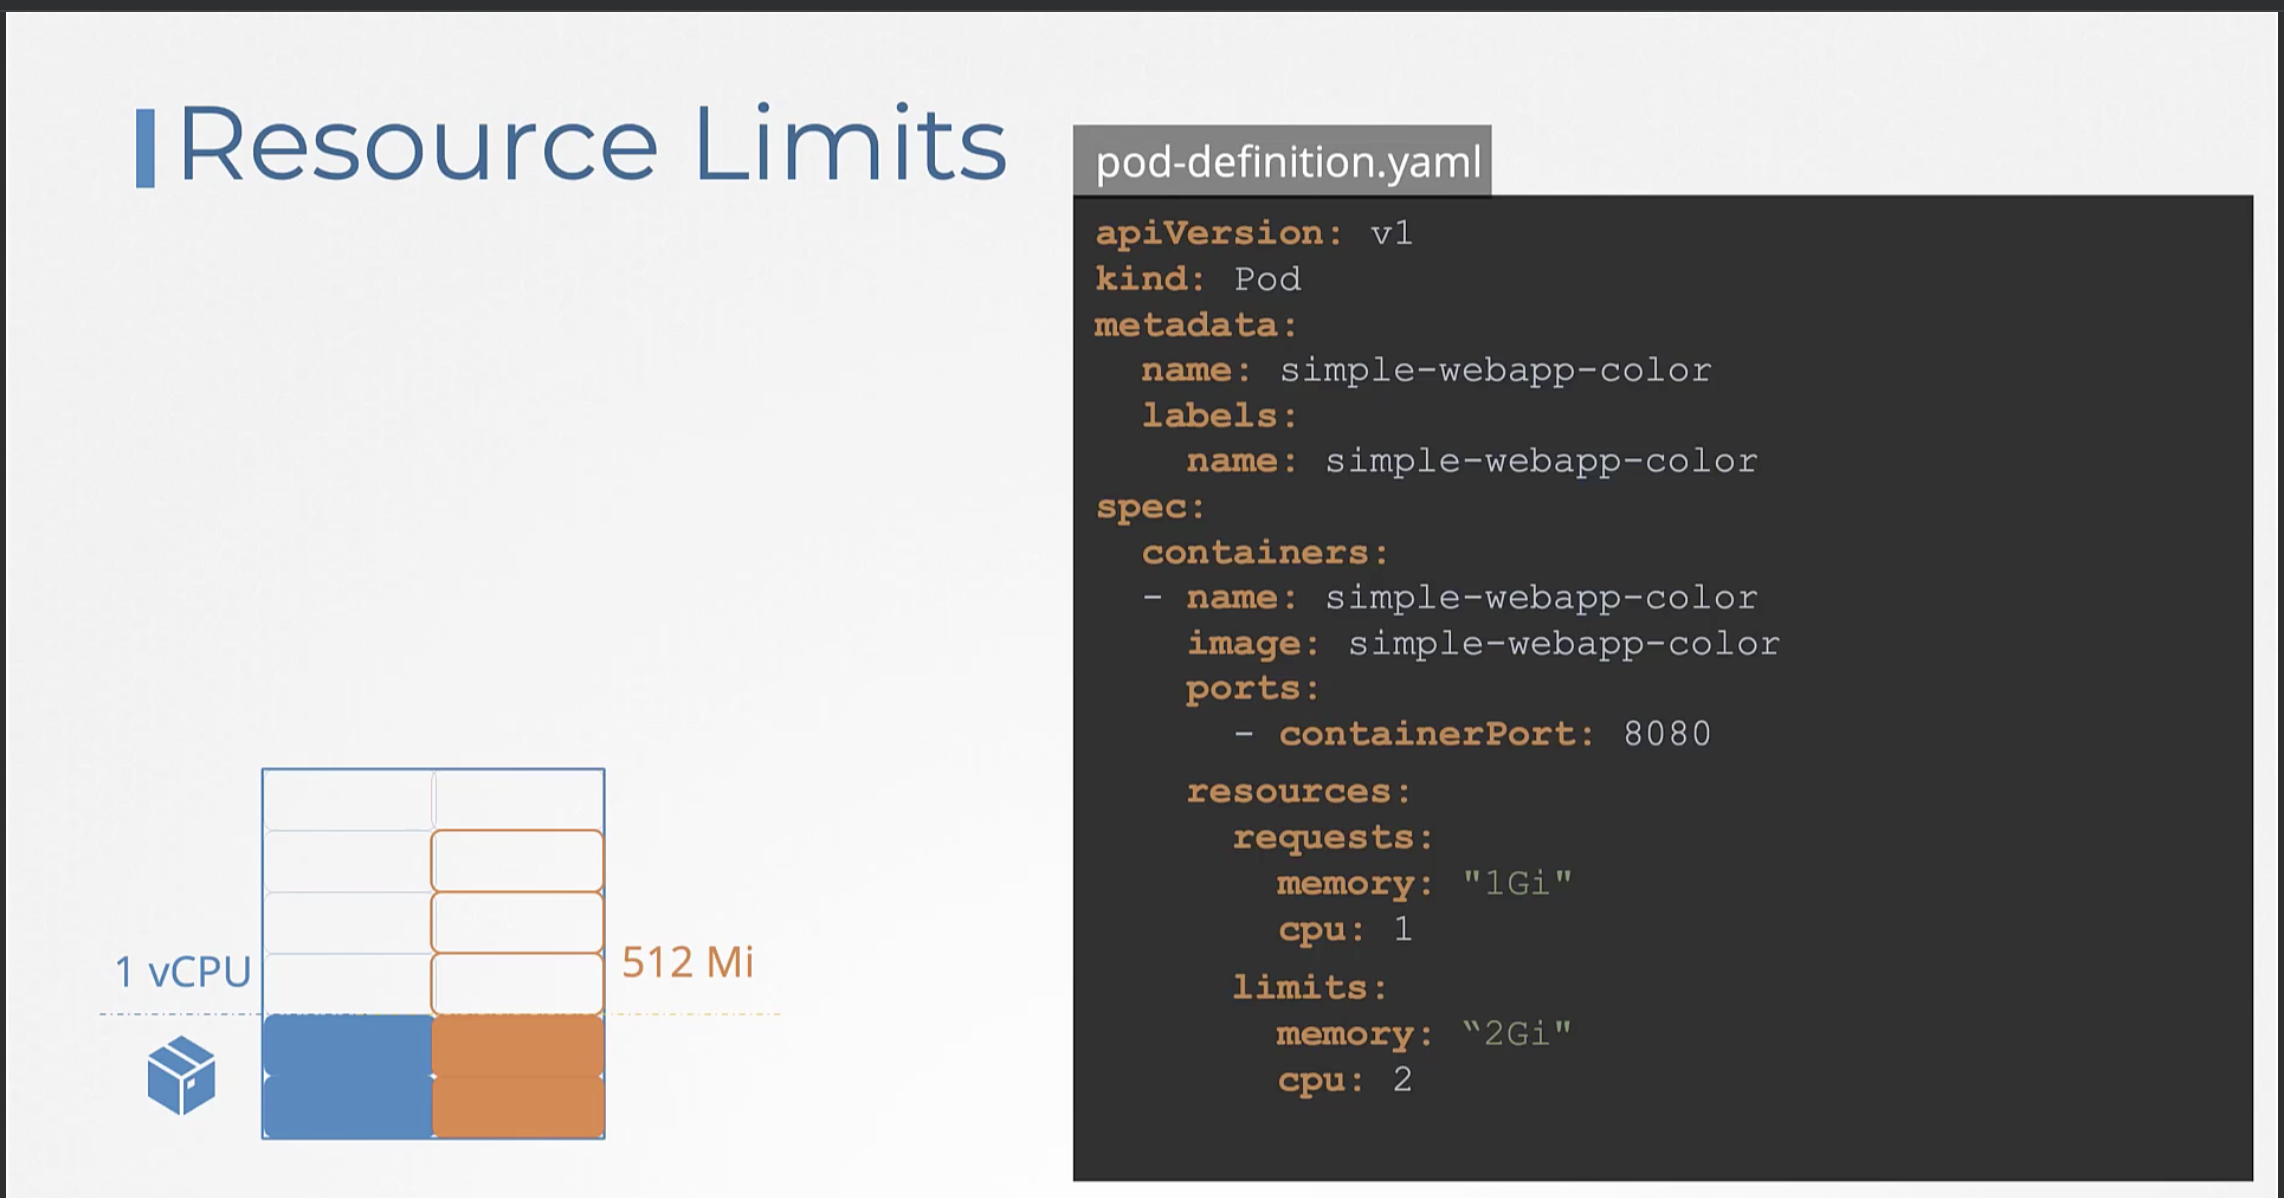 Resource Limits
pod-definition.yaml
apiVersion: v1
kind: Pod
metadata:
  name: simple-webapp-color
  labels:
    name: simple-webapp-color
spec:
  containers:
  - name: simple-webapp-color
    image: simple-webapp-color
    ports:
      - containerPort: 8080
    resources:
      requests:
        memory: "1Gi"
        cpu: 1
      limits:
        memory: “2Gi"
        cpu: 2
1 vCPU
512 Mi